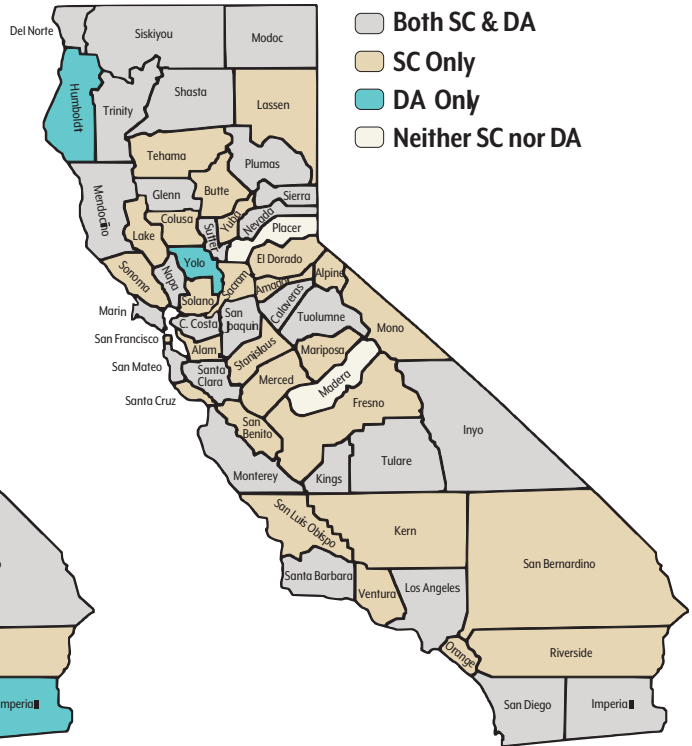 Both SC & DA
SC Only
DA Only
Neither SC nor DA
Del Norte
Siskiyou
Modoc
Humboldt
Trinity
Shasta
Lassen
Tehama
Plumas
Mendocino
Glenn
Butte
Sierra
Lake
Colusa
Sutter
Yuba
Nevada
Placer
Sonoma
Napa
Yolo
Sacram
El Dorado
Alpine
Amador
Solano
Calaveras
Marin
C. Costa
San
Joaquin
Tuolumne
Mono
San Francisco
Alam
Stanislaus
Mariposa
San Mateo
Santa
Clara
Merced
Madera
Santa Cruz
Fresno
San
Benito
Inyo
Monterey
Kings
Tulare
San Luis Obispo
Kern
San Bernardino
Santa Barbara
Ventura
Los Angeles
Orange
Riverside
San Diego
Imperial
mperial